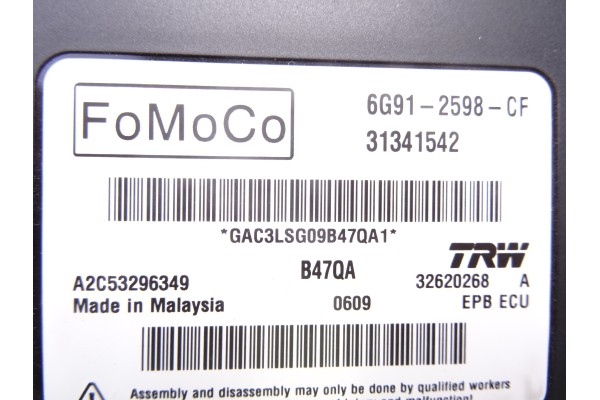 FoMoCo
6G91-2598-CF
31341542
*GAC3LSG09B47QA1*
TRW
B47QA
A2C53296349
32620268 A
Made in Malaysia
0609
EPB ECU
Assembly and disassembly may only be done by qualified workers